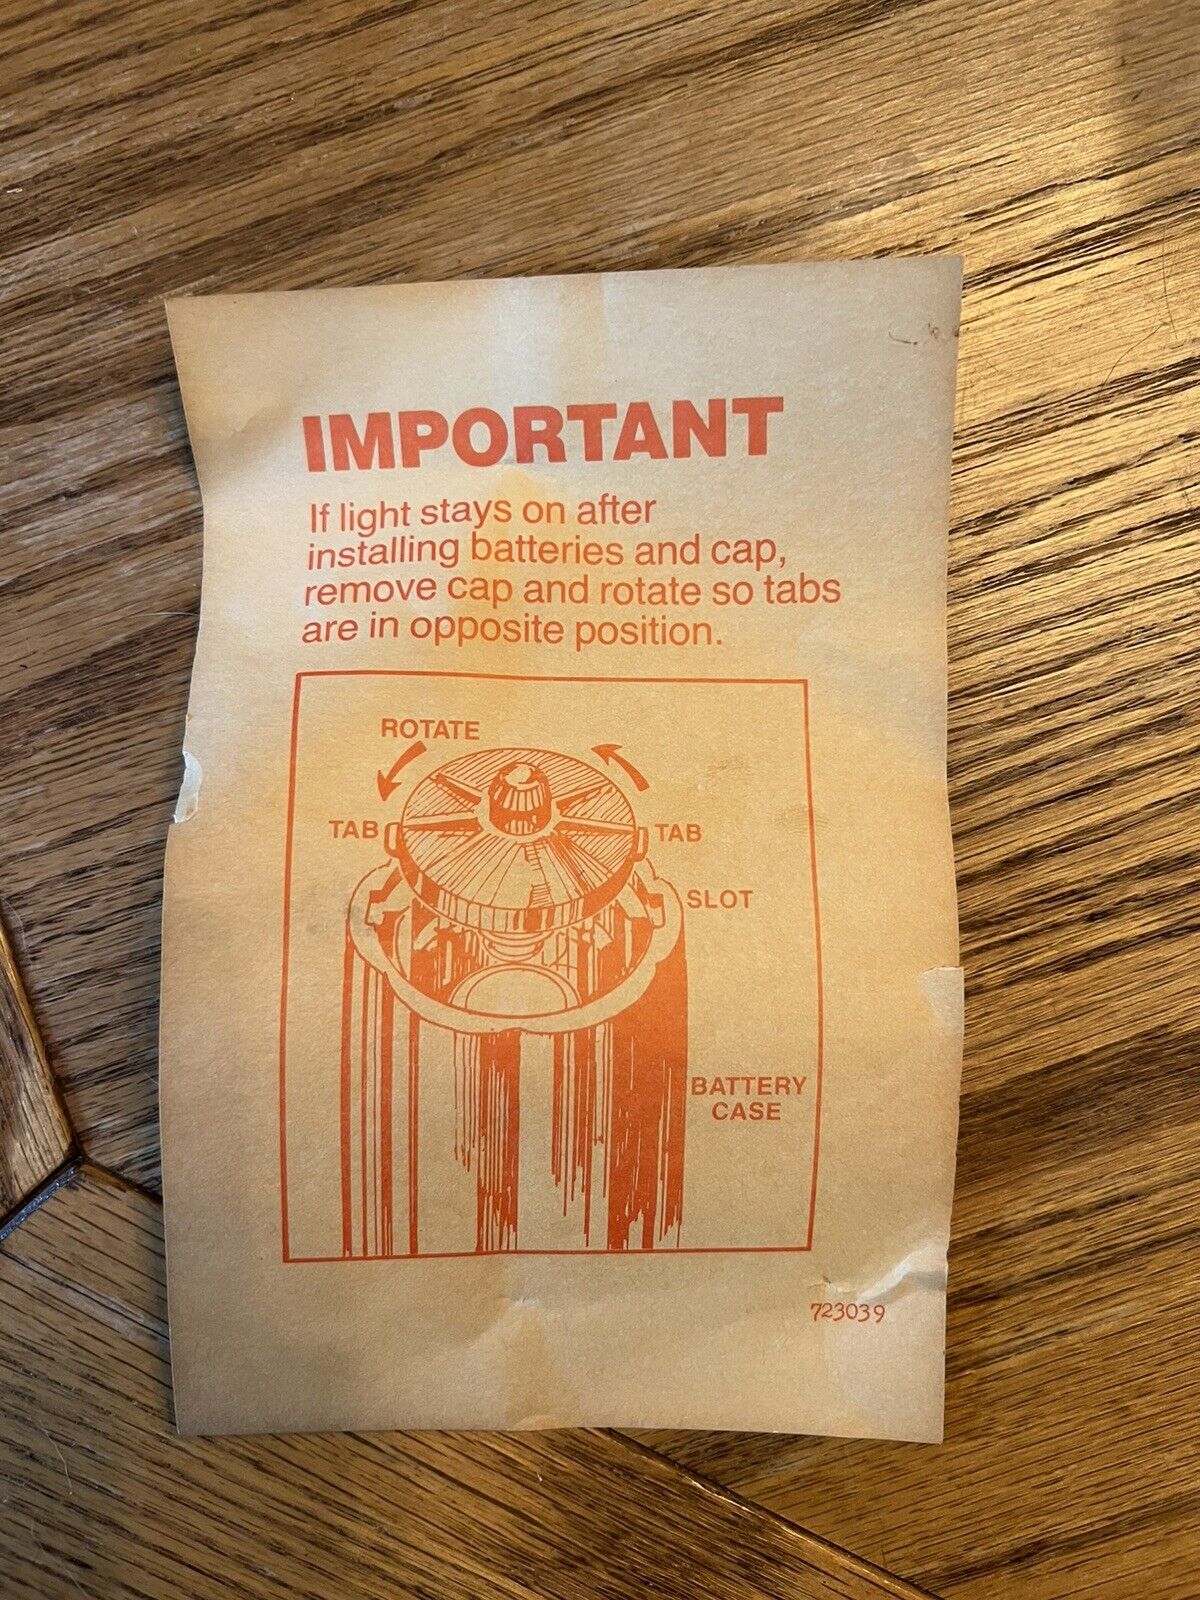 IMPORTANT
If light stays on after
installing batteries and cap,
remove cap and rotate so tabs
are in opposite position.
ROTATE
TAB
TAB
SLOT
BATTERY
CASE
723039